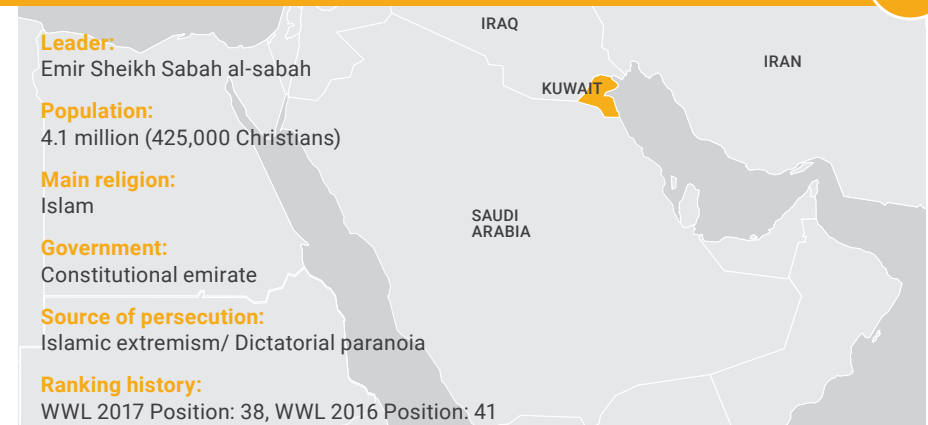 Leader:
Emir Sheikh Sabah al-sabah
Population:
4.1 million (425,000 Christians)
Main religion:
Islam
Government:
Constitutional emirate
Source of persecution:
Islamic extremism/ Dictatorial paranoia
Ranking history:
WWL 2017 Position: 38, WWL 2016 Position: 41
IRAQ
IRAN
KUWAIT
SAUDI
ARABIA